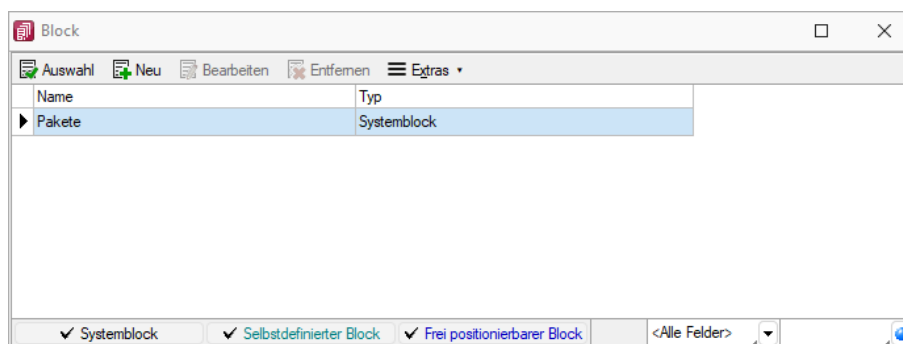 Block
Auswahl Neu Bearbeiten Entfernen Extras
Name Typ
Pakete Systemblock
Systemblock Selbstdefinierter Block Frei positionierbarer Block <Alle Felder>